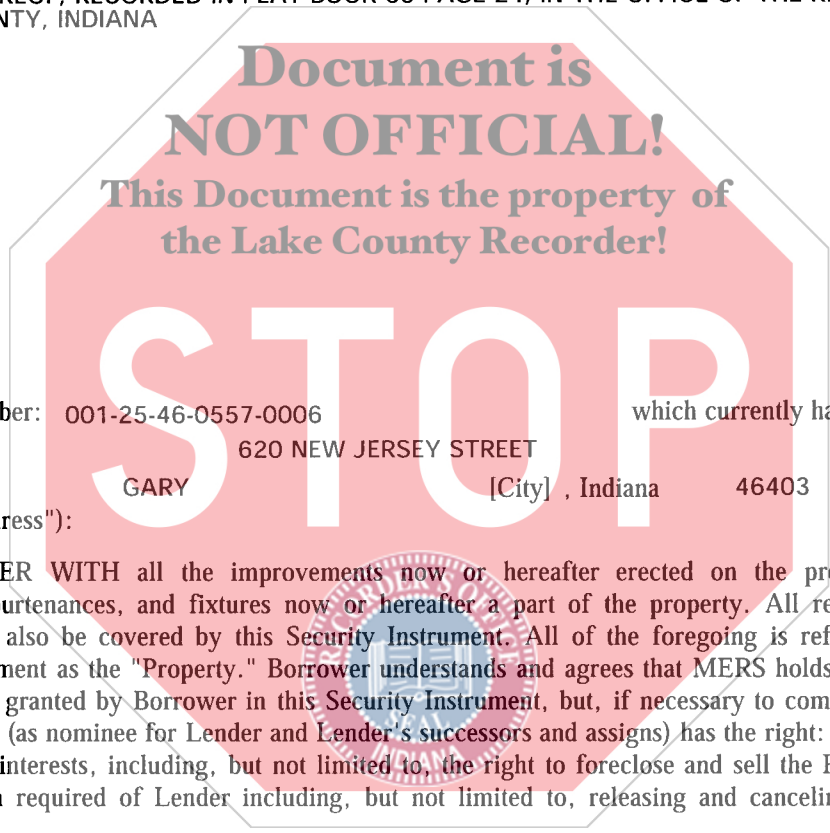 NTY, INDIANA
Document is
NOT OFFICIAL!
This Document is the property of
the Lake County Recorder!
STOP
ber: 001-25-46-0557-0006 which currently ha
620 NEW JERSEY STREET
GARY [City] , Indiana 46403
ress"):
ER WITH all the improvements now or hereafter erected on the pro
urtenances, and fixtures now or hereafter a part of the property. All re
also be covered by this Security Instrument. All of the foregoing is ref
ment as the "Property." Borrower understands and agrees that MERS holds
granted by Borrower in this Security Instrument, but, if necessary to com
(as nominee for Lender and Lender's successors and assigns) has the right:
interests, including, but not limited to, the right to foreclose and sell the
required of Lender including, but not limited to, releasing and cancelin
RECORDER'S OFFICE
SEAL
INDIANA